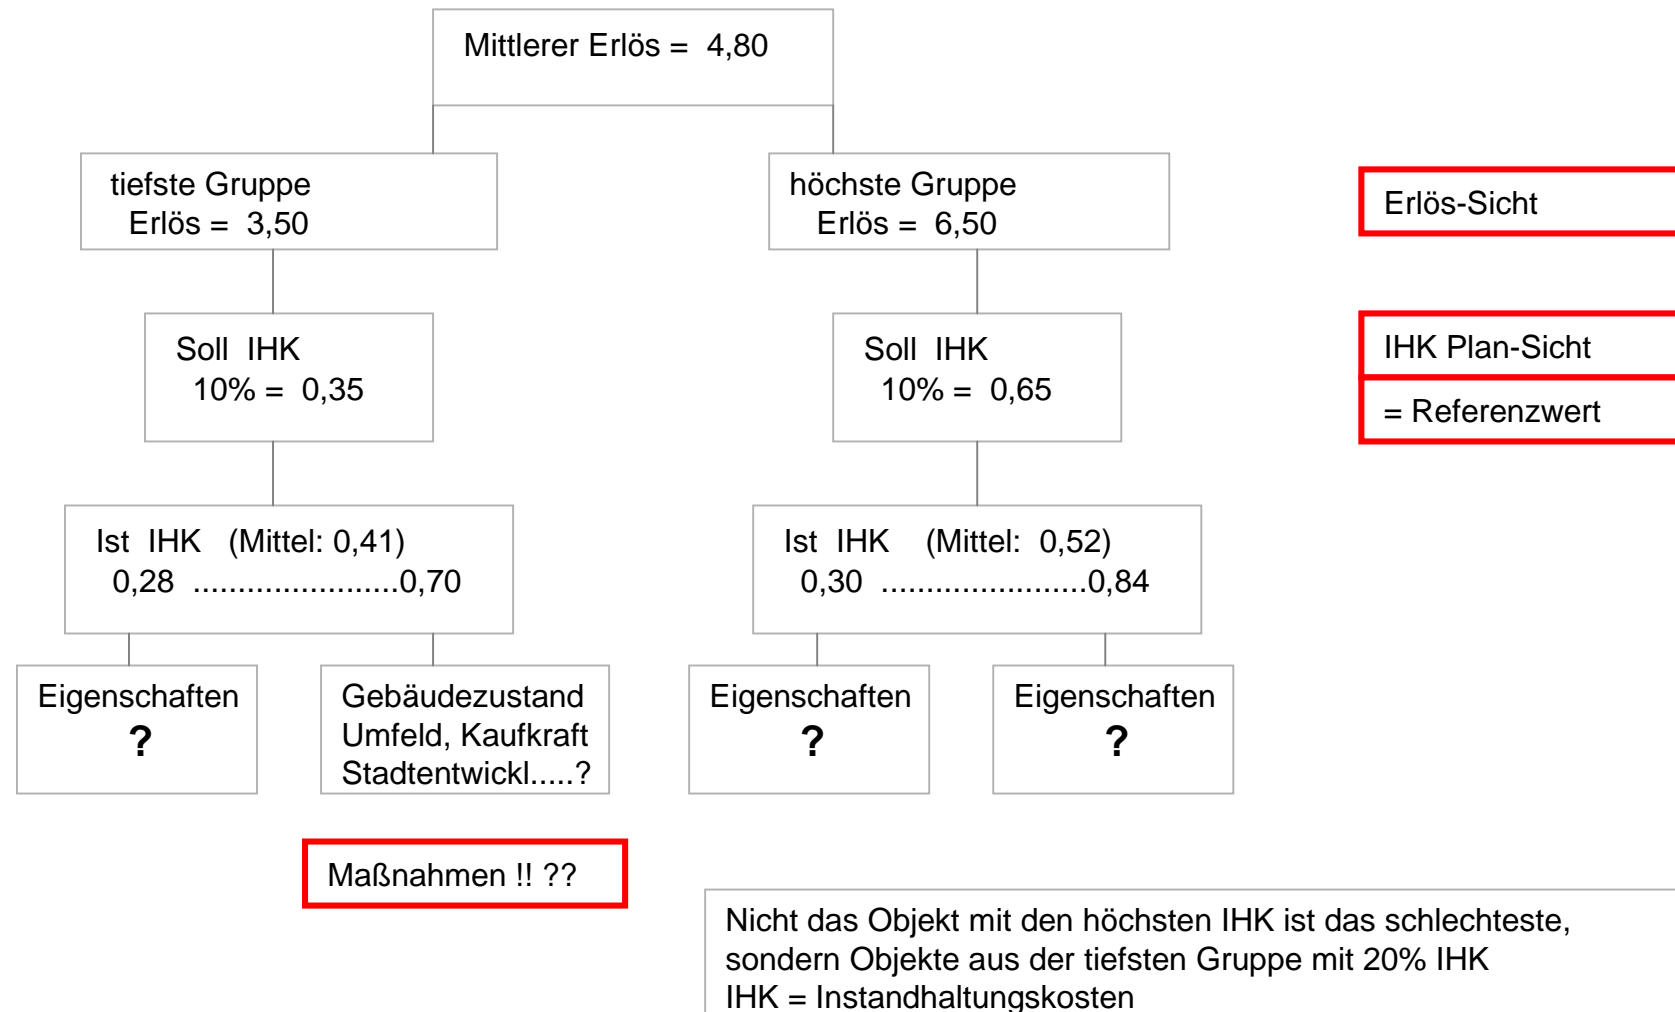 Mittlerer Erlös = 4,80
tiefste Gruppe
Erlös = 3,50
höchste Gruppe
Erlös = 6,50
Erlös-Sicht
Soll IHK
10% = 0,35
Soll IHK
10% = 0,65
IHK Plan-Sicht
= Referenzwert
Ist IHK (Mittel: 0,41)
0,28 .......................0,70
Ist IHK (Mittel: 0,52)
0,30 .......................0,84
Eigenschaften
?
Gebäudezustand
Umfeld, Kaufkraft
Stadtentwickl.....?
Eigenschaften
?
Eigenschaften
?
Maßnahmen !! ??
Nicht das Objekt mit den höchsten IHK ist das schlechteste,
sondern Objekte aus der tiefsten Gruppe mit 20% IHK
IHK = Instandhaltungskosten